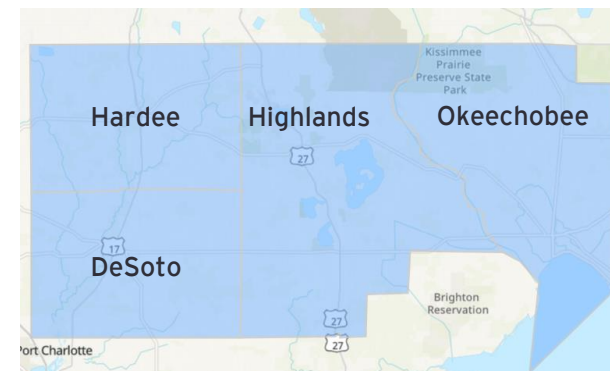 Kissimmee
Prairie
Preserve State
Park
Hardee
Highlands
Okeechobee
27
17
DeSoto
Brighton
Reservation
27
27
Port Charlotte